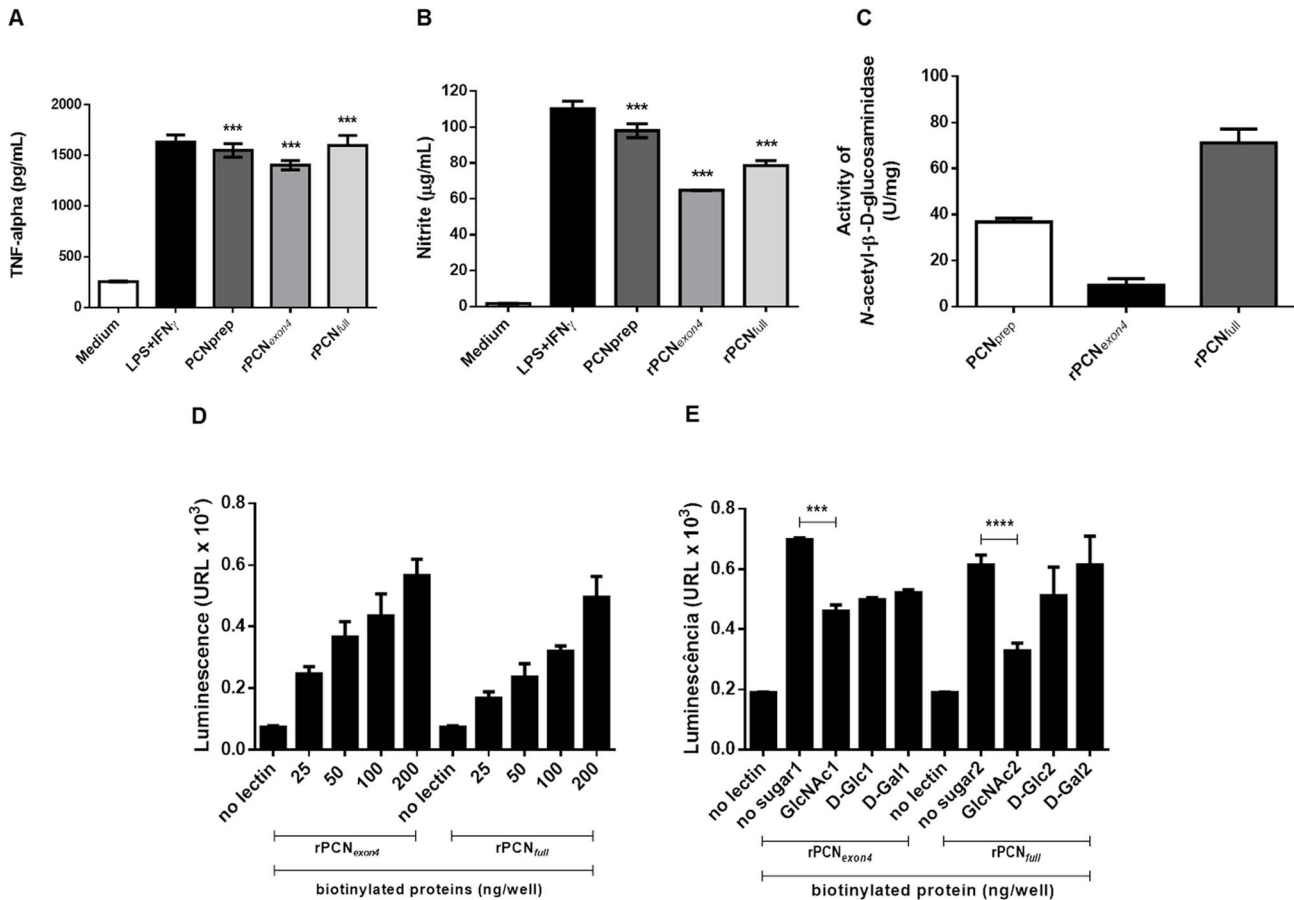 A
TNF-alpha (pg/mL)
2000
1500
1000
500
0
***
***
***
Medium
LPS+IFNγ
PCNprep
rPCNexon4
rPCNfull
B
Nitrite (μg/mL)
120
100
80
60
40
20
0
***
***
***
Medium
LPS+IFNγ
PCNprep
rPCNexon4
rPCNfull
C
Activity of
N-acetyl-β-D-glucosaminidase
(U/mg)
100
80
60
40
20
0
PCNprep
rPCNexon4
rPCNfull
D
Luminescence (URL x 10³)
0.8
0.6
0.4
0.2
0.0
no lectin
25
50
100
200
no lectin
25
50
100
200
rPCNexon4
rPCNfull
biotinylated proteins (ng/well)
E
Luminescência (URL x 10³)
0.8
0.6
0.4
0.2
0.0
***
****
no lectin
no sugar1
GlcNAc1
D-Glc1
D-Gal1
no lectin
no sugar2
GlcNAc2
D-Glc2
D-Gal2
rPCNexon4
rPCNfull
biotinylated protein (ng/well)